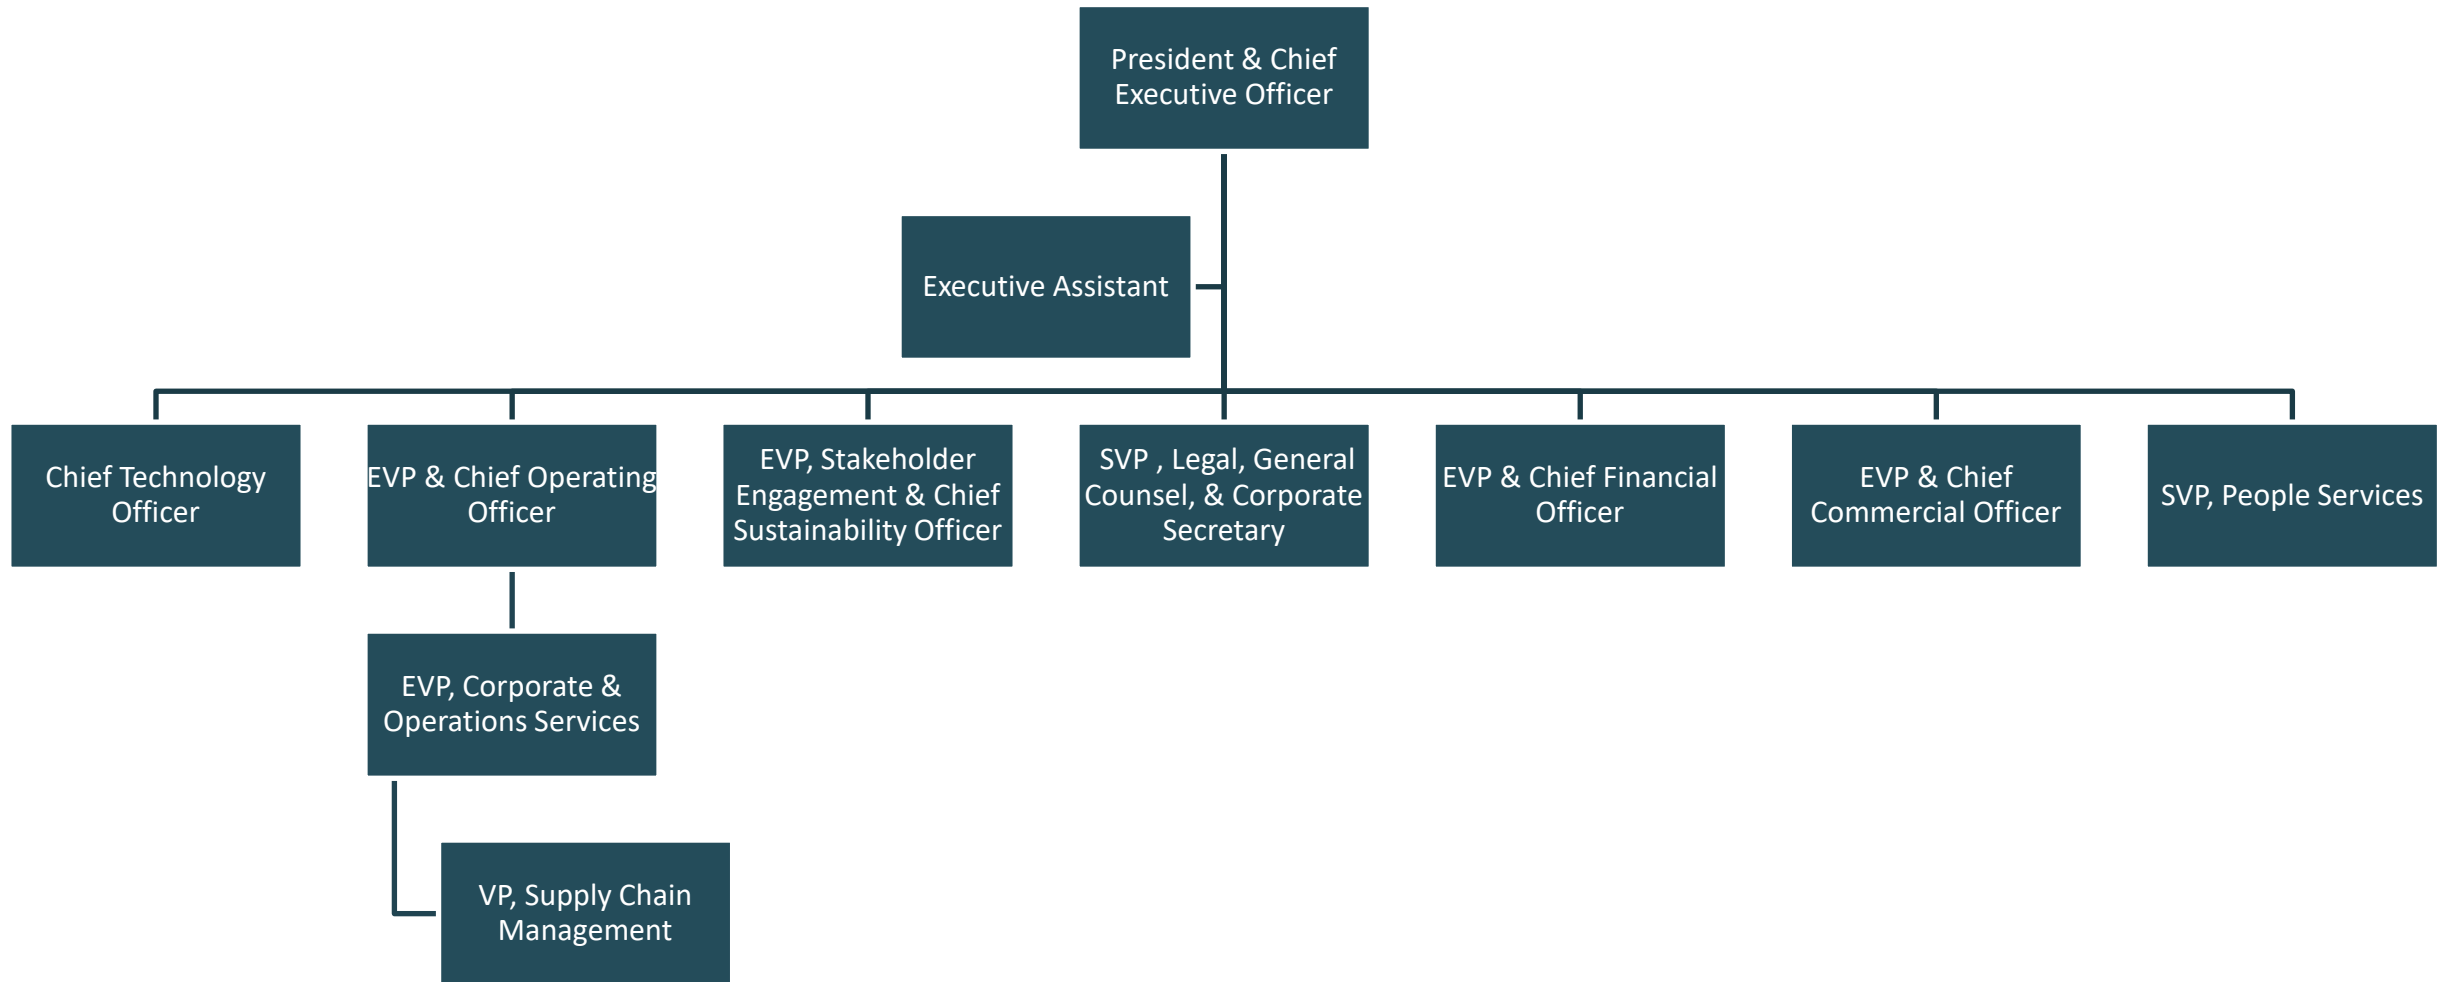 President & Chief
Executive Officer
Executive Assistant
Chief Technology
Officer
EVP & Chief Operating
Officer
EVP, Stakeholder
Engagement & Chief
Sustainability Officer
SVP , Legal, General
Counsel, & Corporate
Secretary
EVP & Chief Financial
Officer
EVP & Chief
Commercial Officer
SVP, People Services
EVP, Corporate &
Operations Services
VP, Supply Chain
Management